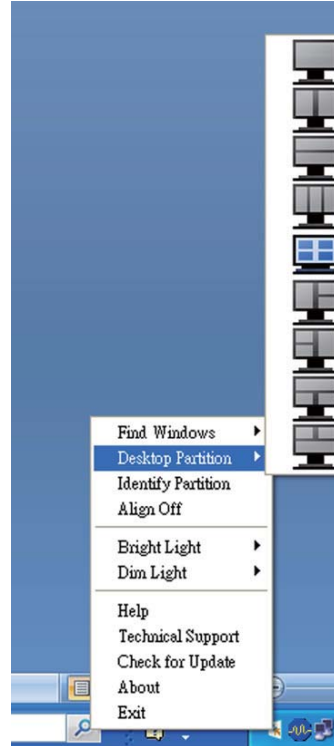 Find Windows
Desktop Partition
Identify Partition
Align Off
Bright Light
Dim Light
Help
Technical Support
Check for Update
About
Exit